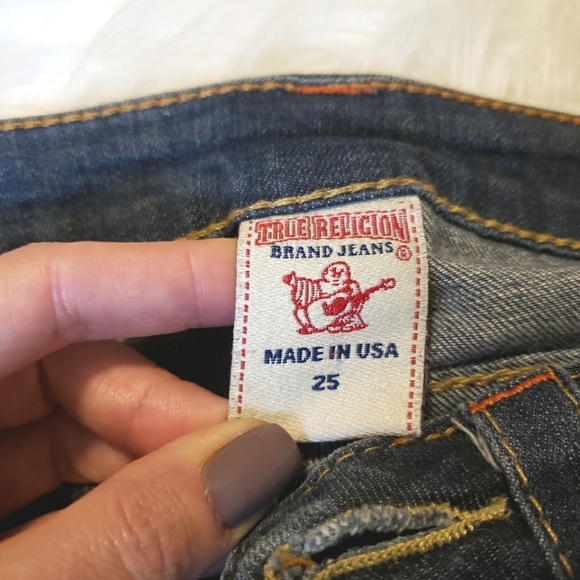 TRUE RELIGION
BRAND JEANS ®
MADE IN USA
25